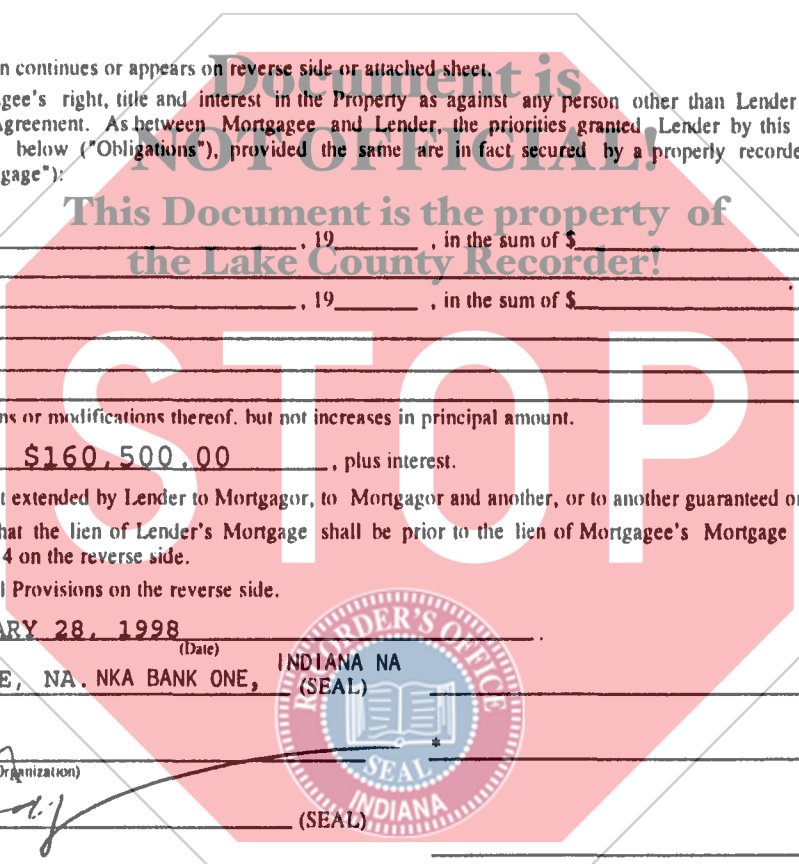 Document is
n continues or appears on reverse side or attached sheet.
gee's right, title and interest in the Property as against any person other than Lender
Agreement. As between Mortgagee and Lender, the priorities granted Lender by this
NOT OFFICIAL!
below ("Obligations"), provided the same are in fact secured by a properly recorde
gage"):
This Document is the property of
, 19 , in the sum of $
the Lake County Recorder!
, 19 , in the sum of $
STOP
ns or modifications thereof, but not increases in principal amount.
$160,500.00 , plus interest.
t extended by Lender to Mortgagor, to Mortgagor and another, or to another guaranteed or
hat the lien of Lender's Mortgage shall be prior to the lien of Mortgagee's Mortgage
4 on the reverse side.
l Provisions on the reverse side.
ARY 28, 1998 .
(Date)
INDIANA NA
E, NA. NKA BANK ONE, (SEAL)
RECORDER'S OFFICE
SEAL
INDIANA
*
Organization)
(SEAL)